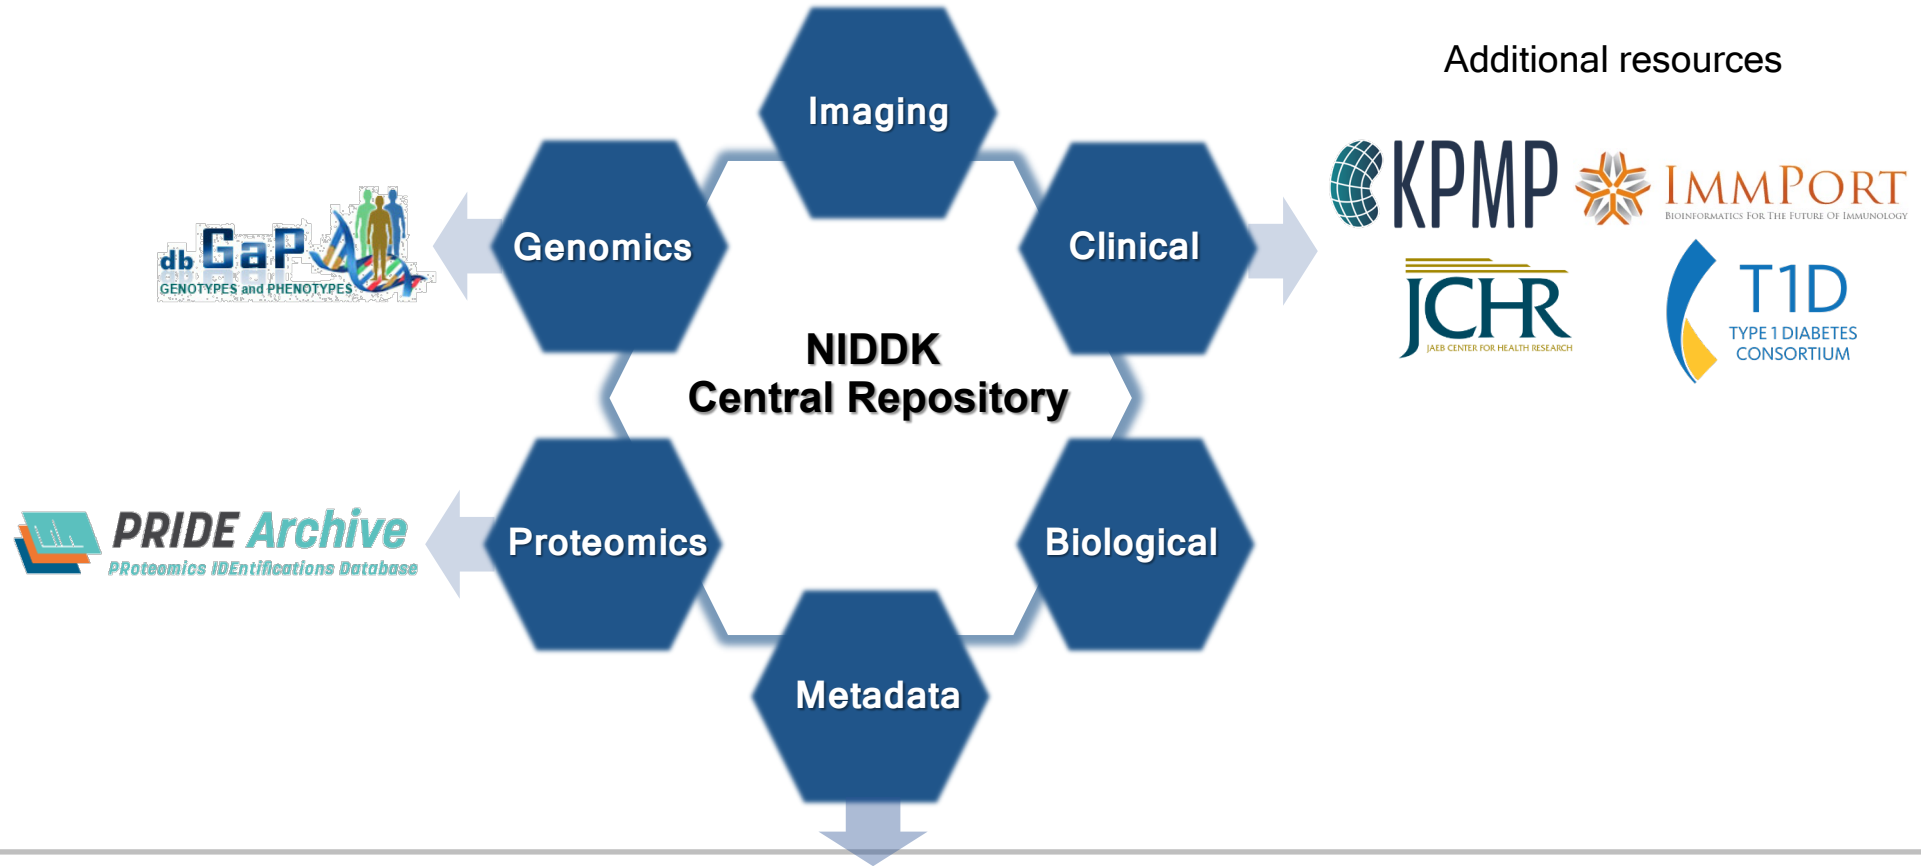 Imaging
Additional resources
Genomics
Clinical
db GaP
GENOTYPES and PHENOTYPES
KPMP
IMMPORT
BIOINFORMATICS FOR THE FUTURE OF IMMUNOLOGY
JCHR
JAEB CENTER FOR HEALTH RESEARCH
T1D
TYPE 1 DIABETES
CONSORTIUM
NIDDK
Central Repository
PRIDE Archive
PRoteomics IDEntifications Database
Proteomics
Biological
Metadata